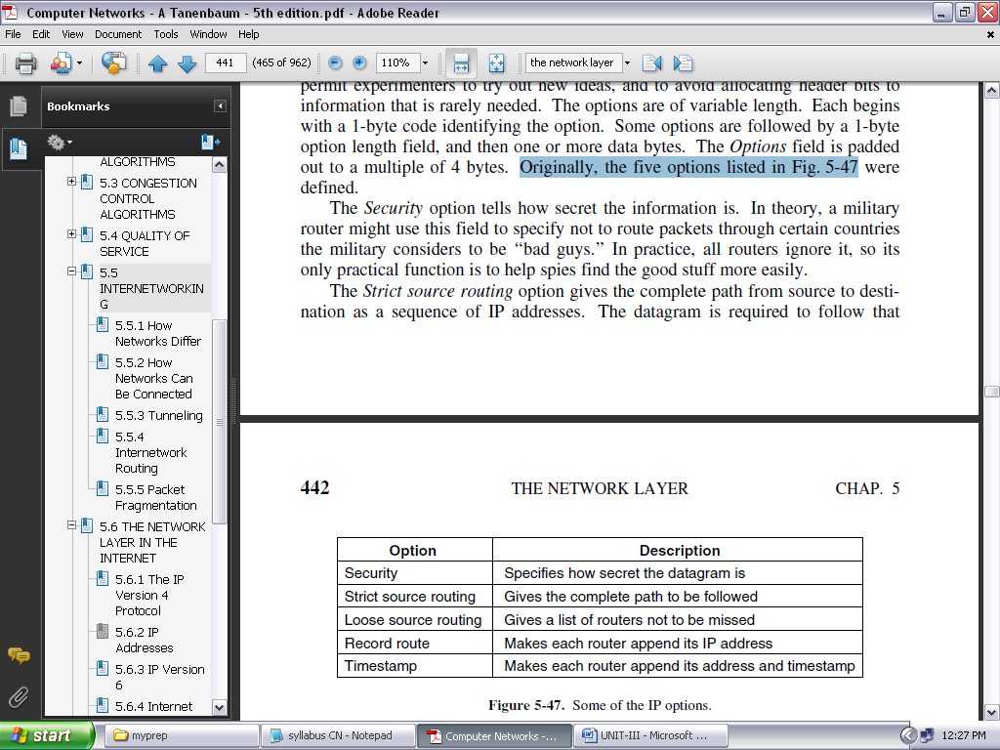 Computer Networks - A Tanenbaum - 5th edition.pdf - Adobe Reader
File Edit View Document Tools Window Help
441 (465 of 962) 110% the network layer
Bookmarks
ALGORITHMS
5.3 CONGESTION
CONTROL
ALGORITHMS
5.4 QUALITY OF
SERVICE
5.5
INTERNETWORKIN
G
5.5.1 How
Networks Differ
5.5.2 How
Networks Can
Be Connected
5.5.3 Tunneling
5.5.4
Internetwork
Routing
5.5.5 Packet
Fragmentation
5.6 THE NETWORK
LAYER IN THE
INTERNET
5.6.1 The IP
Version 4
Protocol
5.6.2 IP
Addresses
5.6.3 IP Version
6
5.6.4 Internet
permit experimenters to try out new ideas, and to avoid allocating header bits to
information that is rarely needed. The options are of variable length. Each begins
with a 1-byte code identifying the option. Some options are followed by a 1-byte
option length field, and then one or more data bytes. The Options field is padded
out to a multiple of 4 bytes. Originally, the five options listed in Fig. 5-47 were
defined.
The Security option tells how secret the information is. In theory, a military
router might use this field to specify not to route packets through certain countries
the military considers to be “bad guys.” In practice, all routers ignore it, so its
only practical function is to help spies find the good stuff more easily.
The Strict source routing option gives the complete path from source to desti-
nation as a sequence of IP addresses. The datagram is required to follow that
442 THE NETWORK LAYER CHAP. 5
Option Description
Security Specifies how secret the datagram is
Strict source routing Gives the complete path to be followed
Loose source routing Gives a list of routers not to be missed
Record route Makes each router append its IP address
Timestamp Makes each router append its address and timestamp
Figure 5-47. Some of the IP options.
start myprep syllabus CN - Notepad Computer Networks -... UNIT-III - Microsoft ... 12:27 PM